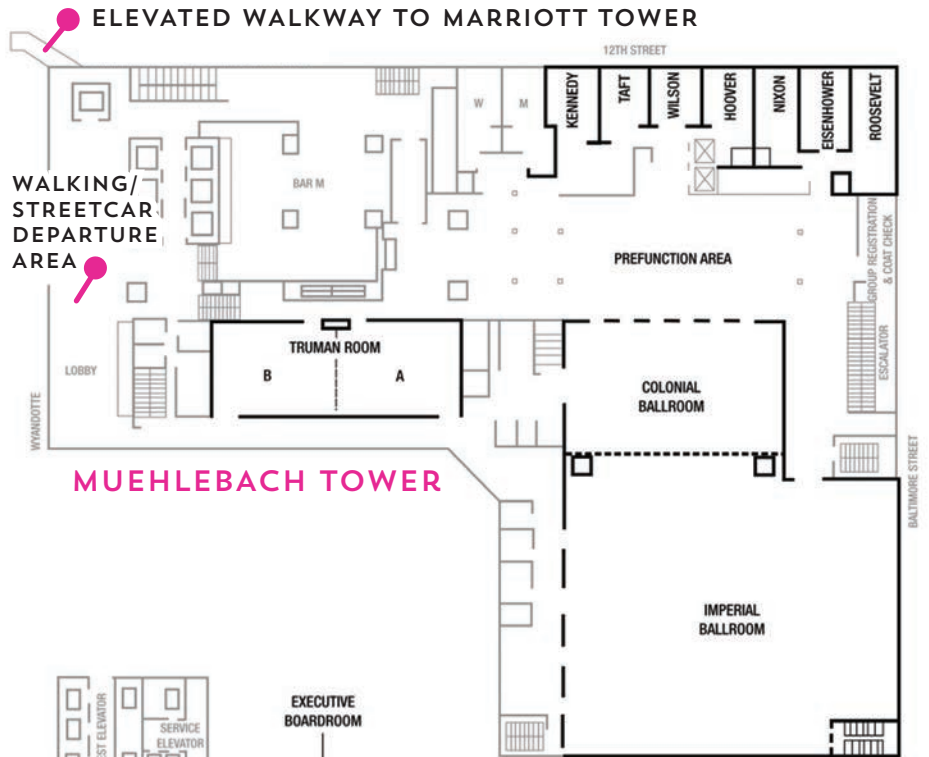 ELEVATED WALKWAY TO MARRIOTT TOWER
12TH STREET
KENNEDY
TAFT
WILSON
HOOVER
NIXON
EISENHOWER
ROOSEVELT
W
M
BAR M
WALKING/
STREETCAR
DEPARTURE
AREA
PREFUNCTION AREA
GROUP REGISTRATION
& COAT CHECK
ESCALATOR
TRUMAN ROOM
B
A
LOBBY
COLONIAL
BALLROOM
WYANDOTTE
MUEHLEBACH TOWER
BALTIMORE STREET
IMPERIAL
BALLROOM
EXECUTIVE
BOARDROOM
SERVICE
ELEVATOR
ELEVATOR